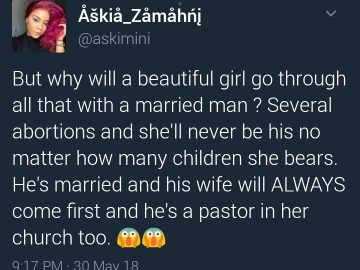 Åškiå_Zåmåhńį
@askimini
But why will a beautiful girl go through
all that with a married man ? Several
abortions and she'll never be his no
matter how many children she bears.
He's married and his wife will ALWAYS
come first and he's a pastor in her
church too. 😱😱
9:17 PM · 30 May 18